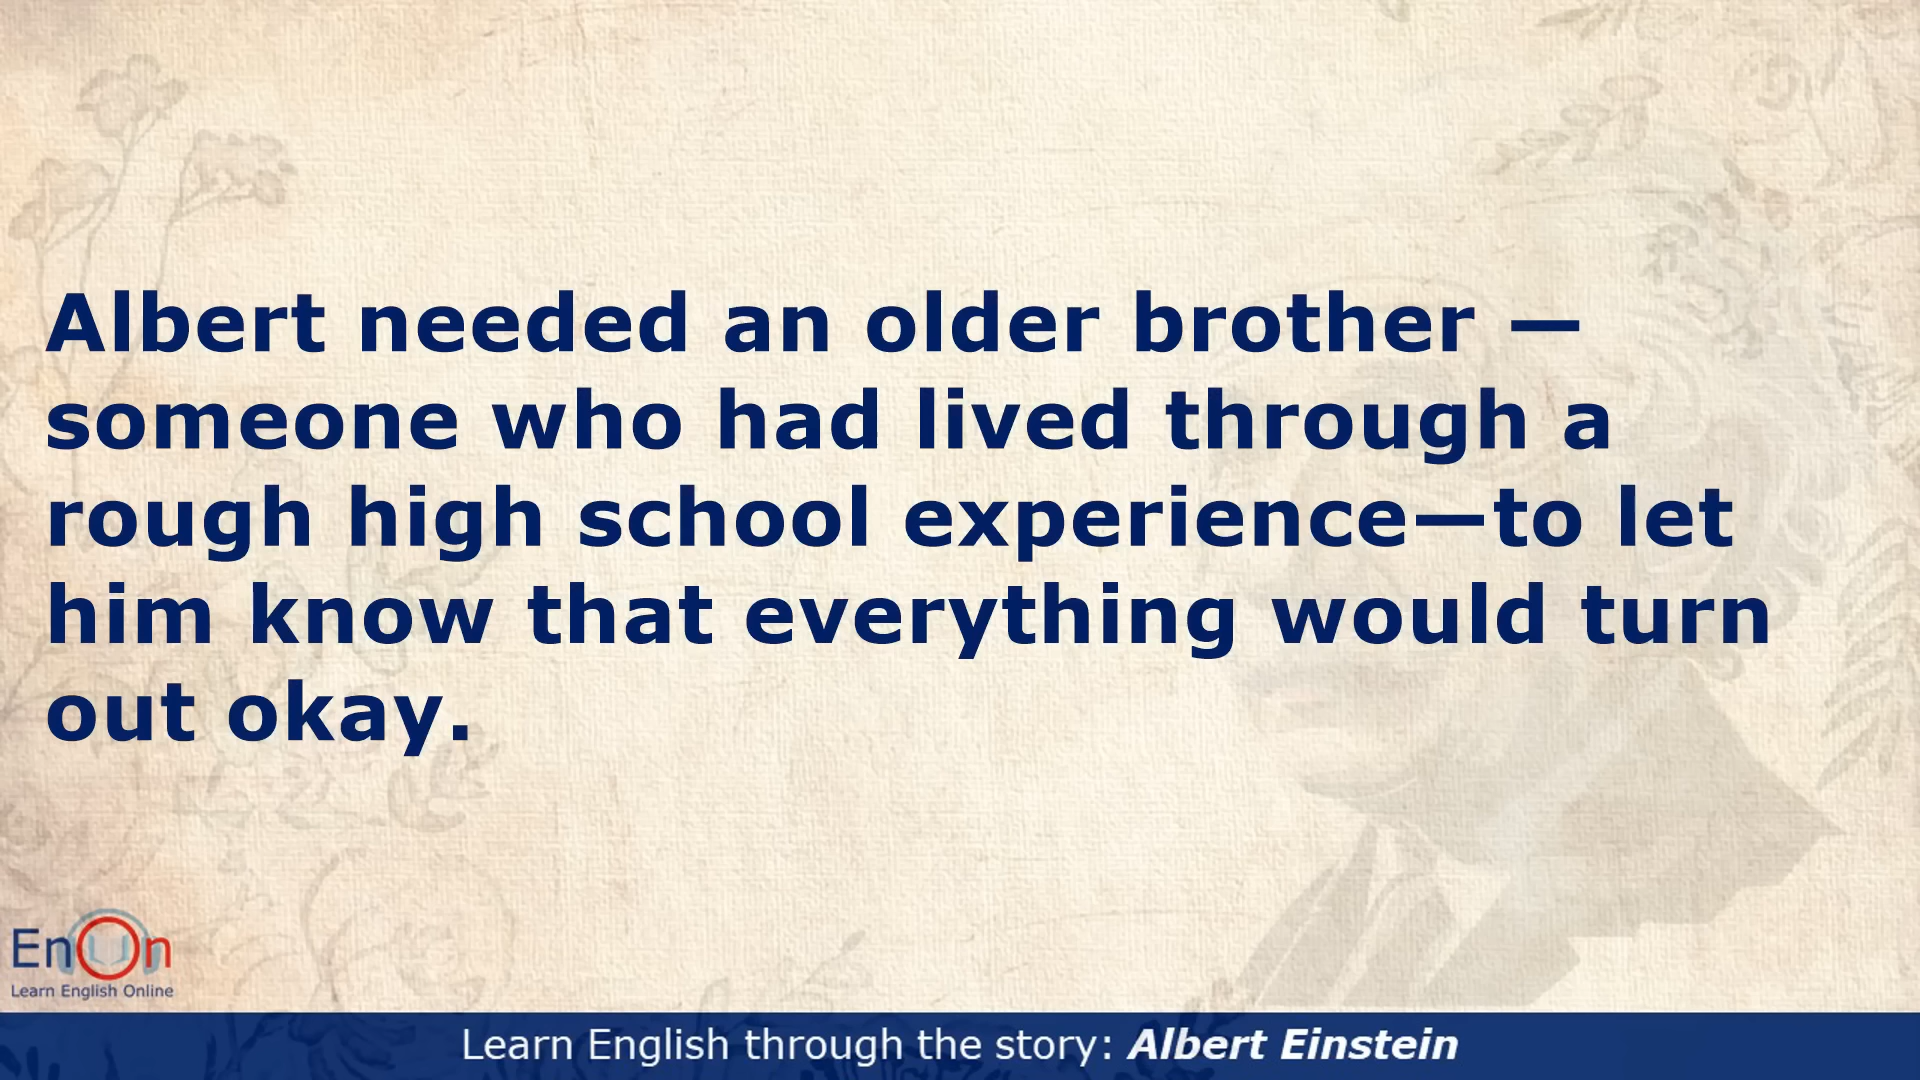 Albert needed an older brother —
someone who had lived through a
rough high school experience—to let
him know that everything would turn
out okay.
EnOn
Learn English Online
Learn English through the story: Albert Einstein